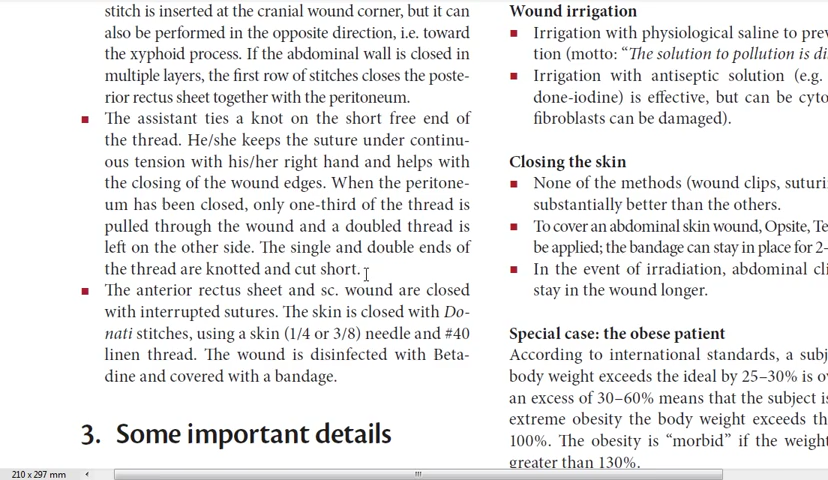 stitch is inserted at the cranial wound corner, but it can
also be performed in the opposite direction, i.e. toward
the xyphoid process. If the abdominal wall is closed in
multiple layers, the first row of stitches closes the poste-
rior rectus sheet together with the peritoneum.
■ The assistant ties a knot on the short free end of
the thread. He/she keeps the suture under continu-
ous tension with his/her right hand and helps with
the closing of the wound edges. When the peritone-
um has been closed, only one-third of the thread is
pulled through the wound and a doubled thread is
left on the other side. The single and double ends of
the thread are knotted and cut short.
■ The anterior rectus sheet and sc. wound are closed
with interrupted sutures. The skin is closed with Do-
nati stitches, using a skin (1/4 or 3/8) needle and #40
linen thread. The wound is disinfected with Beta-
dine and covered with a bandage.
3. Some important details
Wound irrigation
■ Irrigation with physiological saline to
tion (motto: “The solution to pollution is
■ Irrigation with antiseptic solution (e.g.
done-iodine) is effective, but can be
fibroblasts can be damaged).
Closing the skin
■ None of the methods (wound clips,
substantially better than the others.
■ To cover an abdominal skin wound, Opsite,
be applied; the bandage can stay in place for 2–
■ In the event of irradiation, abdominal
stay in the wound longer.
Special case: the obese patient
According to international standards, a
body weight exceeds the ideal by 25–30% is
an excess of 30–60% means that the subject
extreme obesity the body weight exceeds
100%. The obesity is “morbid” if the
greater than 130%.
210 x 297 mm